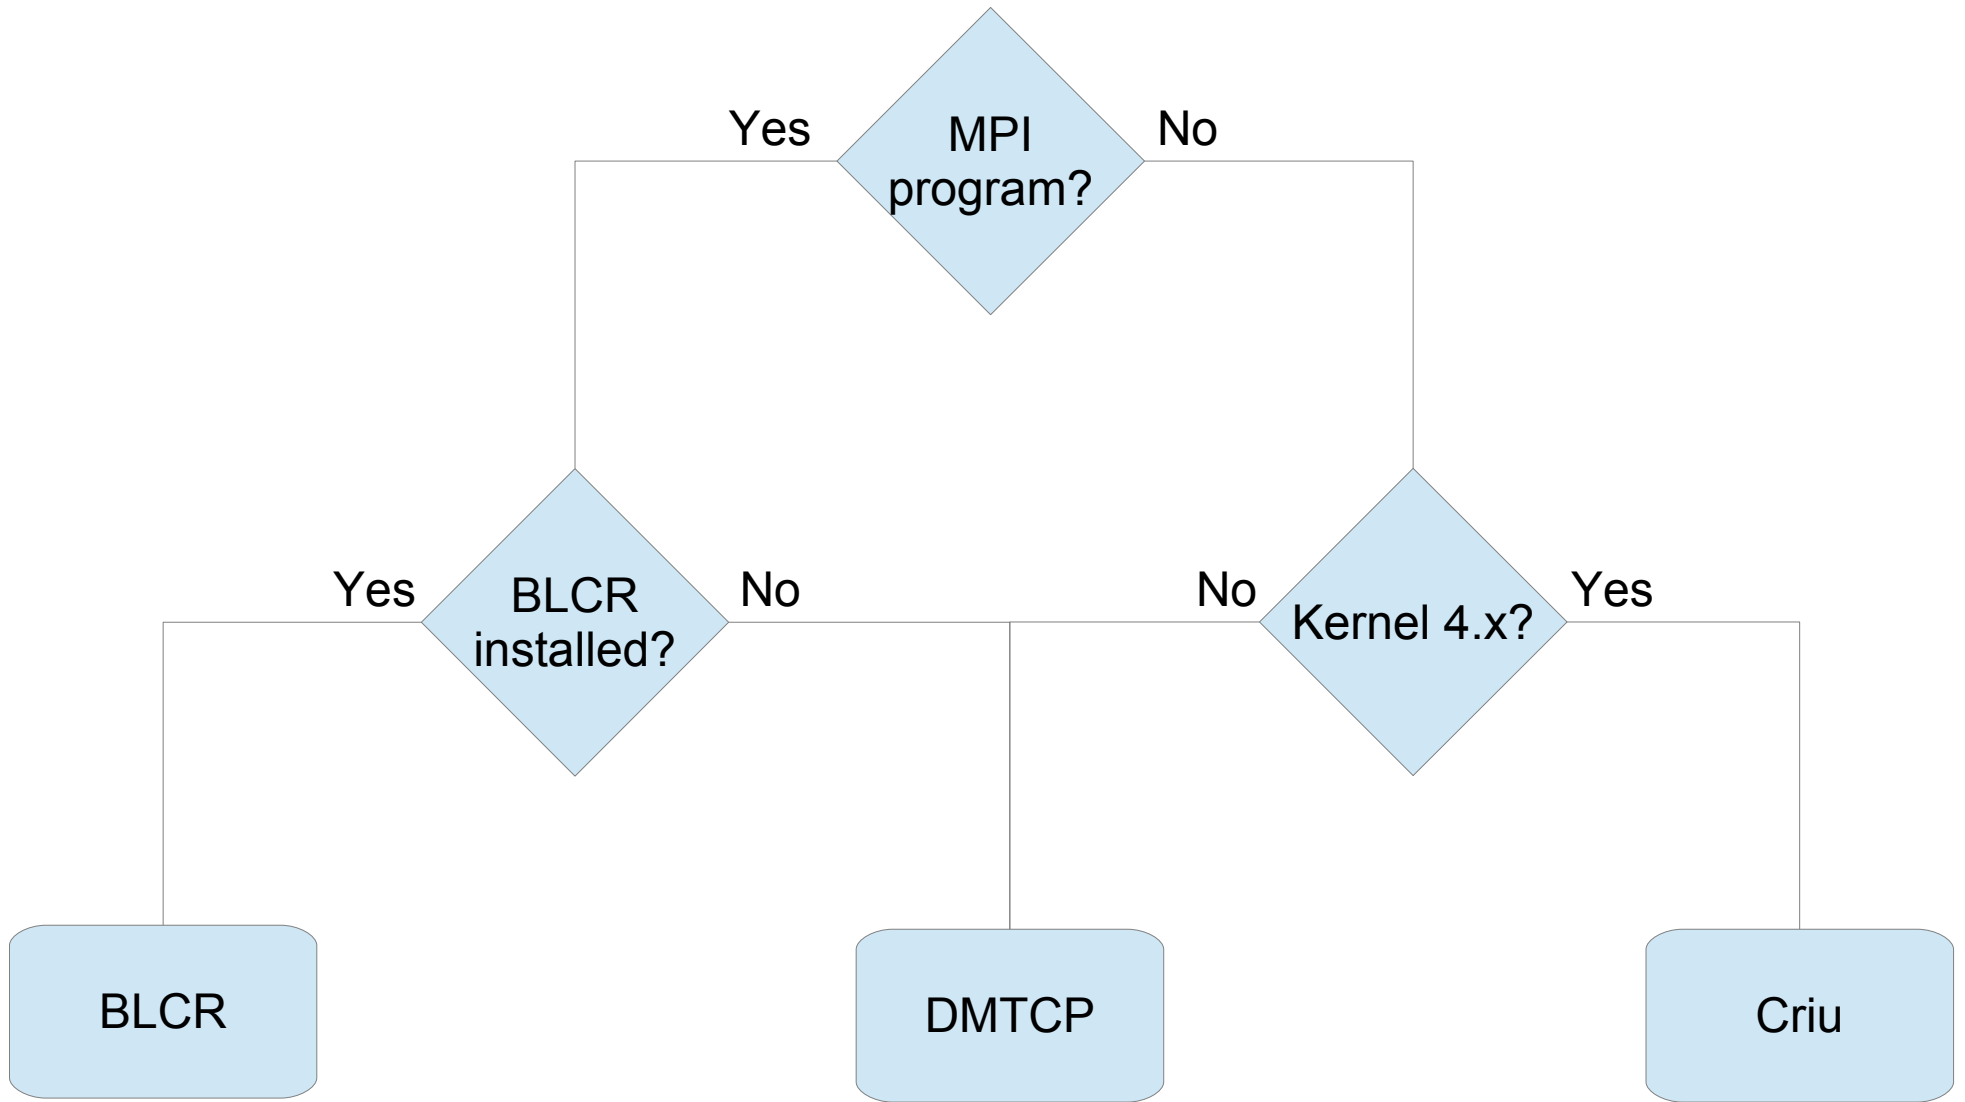 Yes
MPI
program?
No
Yes
BLCR
installed?
No
No
Kernel 4.x?
Yes
BLCR
DMTCP
Criu